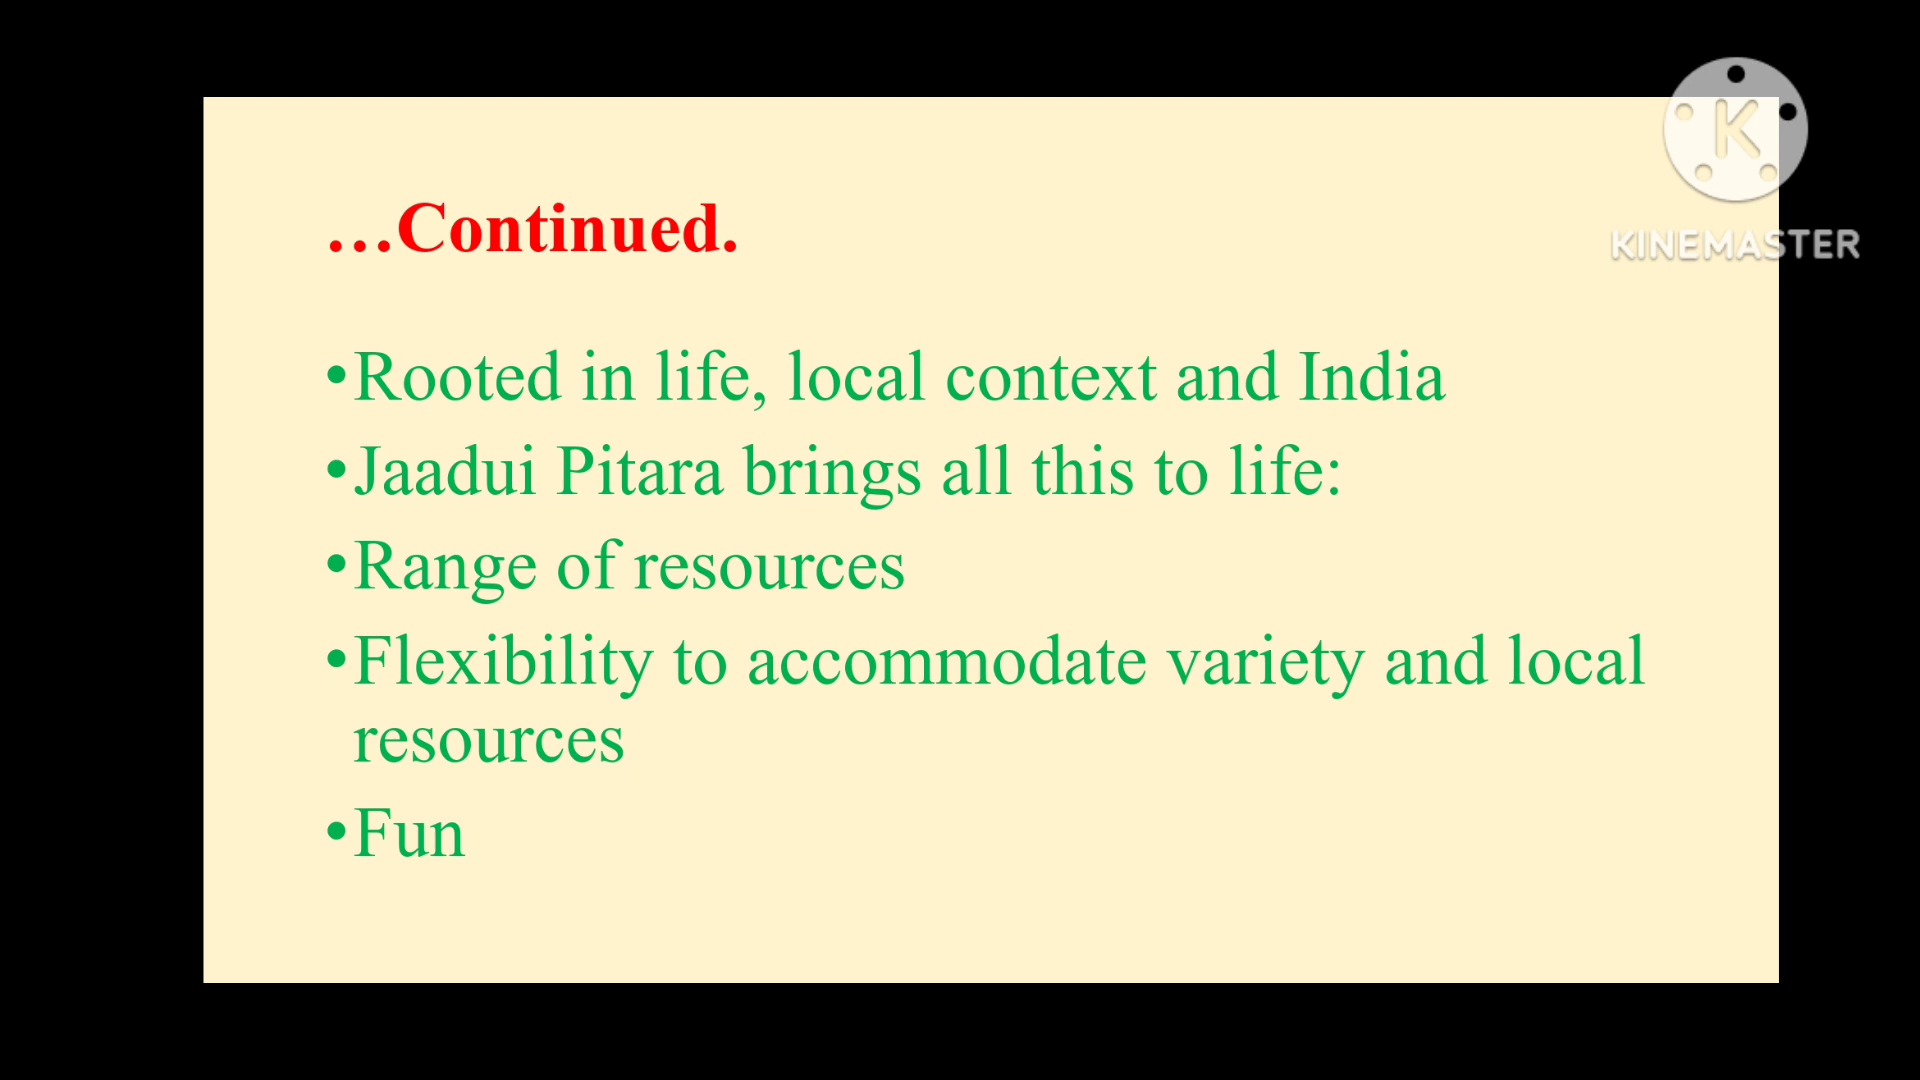 …Continued.
•Rooted in life, local context and India
•Jaadui Pitara brings all this to life:
•Range of resources
•Flexibility to accommodate variety and local
resources
•Fun
K
KINEMASTER